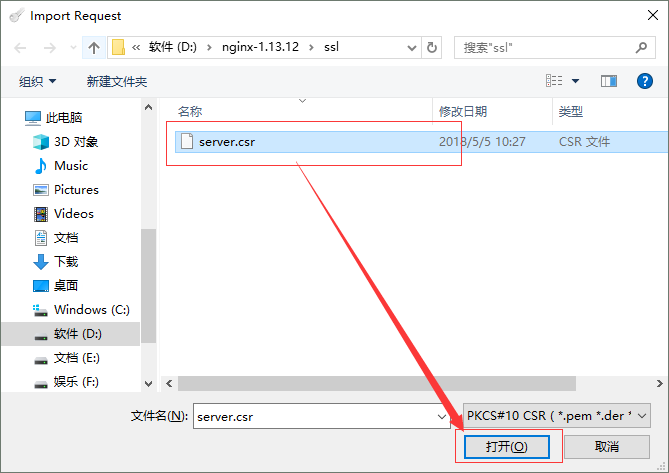 Import Request
« 软件 (D:) > nginx-1.13.12 > ssl
搜索"ssl"
组织
新建文件夹
名称
修改日期
类型
server.csr
2018/5/5 10:27
CSR 文件
此电脑
3D 对象
Music
Pictures
Videos
文档
下载
桌面
Windows (C:)
软件 (D:)
文档 (E:)
娱乐 (F:)
文件名(N):
server.csr
PKCS#10 CSR ( *.pem *.der *
打开(O)
取消